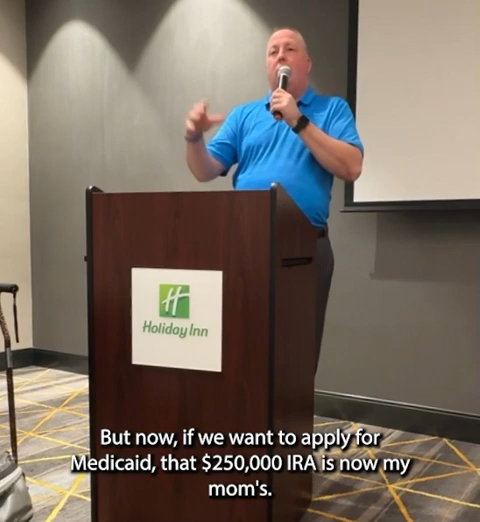 Holiday Inn
But now, if we want to apply for
Medicaid, that $250,000 IRA is now my
mom's.